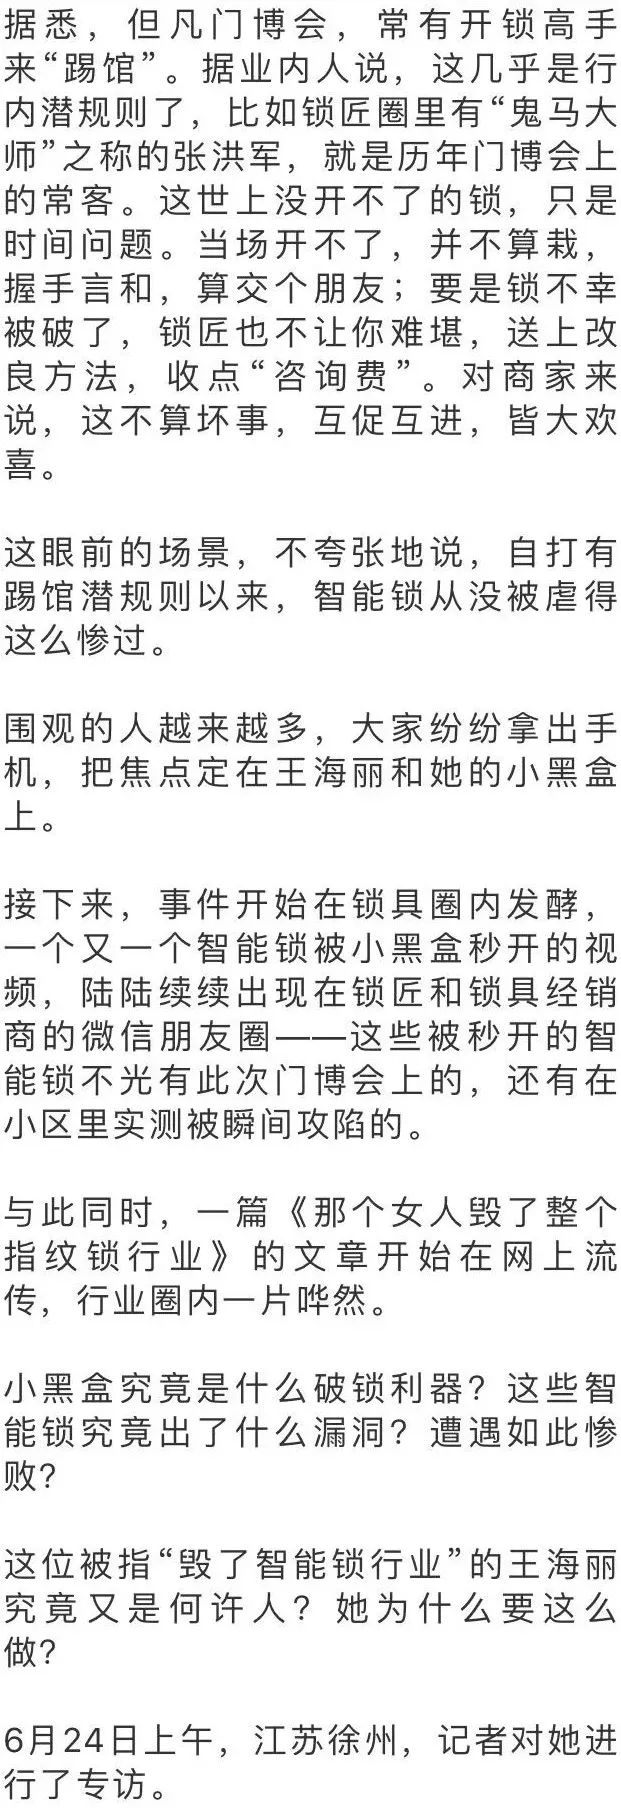 据悉，但凡门博会，常有开锁高手
来“踢馆”。据业内人说，这几乎是行
内潜规则了，比如锁匠圈里有“鬼马大
师”之称的张洪军，就是历年门博会上
的常客。这世上没开不了的锁，只是
时间问题。当场开不了，并不算栽，
握手言和，算交个朋友；要是锁不幸
被破了，锁匠也不让你难堪，送上改
良方法，收点“咨询费”。对商家来
说，这不算坏事，互促互进，皆大欢
喜。
这眼前的场景，不夸张地说，自打有
踢馆潜规则以来，智能锁从没被虐得
这么惨过。
围观的人越来越多，大家纷纷拿出手
机，把焦点定在王海丽和她的小黑盒
上。
接下来，事件开始在锁具圈内发酵，
一个又一个智能锁被小黑盒秒开的视
频，陆陆续续出现在锁匠和锁具经销
商的微信朋友圈——这些被秒开的智
能锁不光有此次门博会上的，还有在
小区里实测被瞬间攻陷的。
与此同时，一篇《那个女人毁了整个
指纹锁行业》的文章开始在网上流
传，行业圈内一片哗然。
小黑盒究竟是什么破锁利器？这些智
能锁究竟出了什么漏洞？遭遇如此惨
败？
这位被指“毁了智能锁行业”的王海丽
究竟又是何许人？她为什么要这么
做？
6月24日上午，江苏徐州，记者对她进
行了专访。